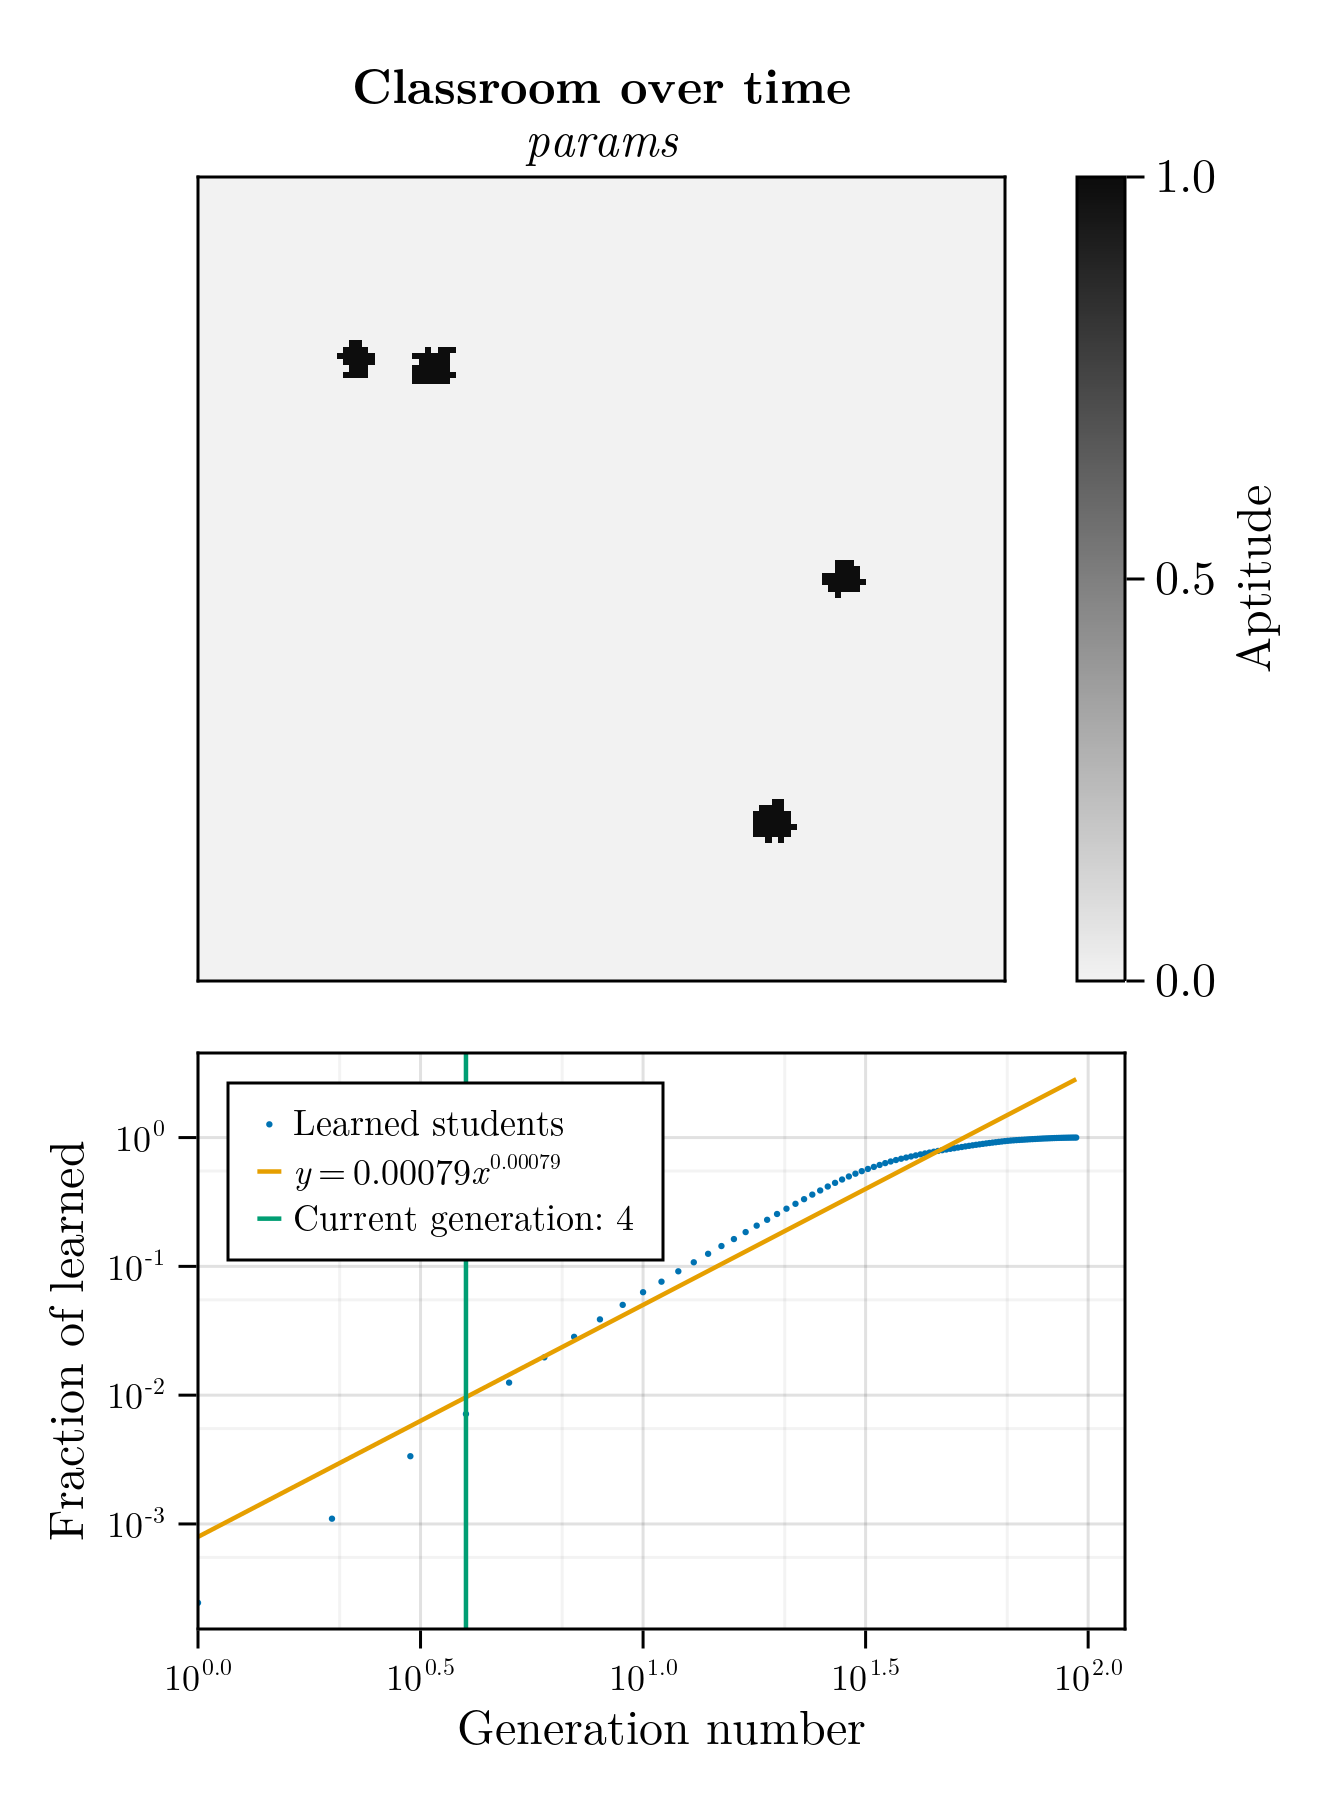 Classroom over time
params
1.0
0.5
0.0
Aptitude
Learned students
y = 0.00079x^0.00079
Current generation: 4
10^0
10^-1
10^-2
10^-3
Fraction of learned
10^0.0 10^0.5 10^1.0 10^1.5 10^2.0
Generation number